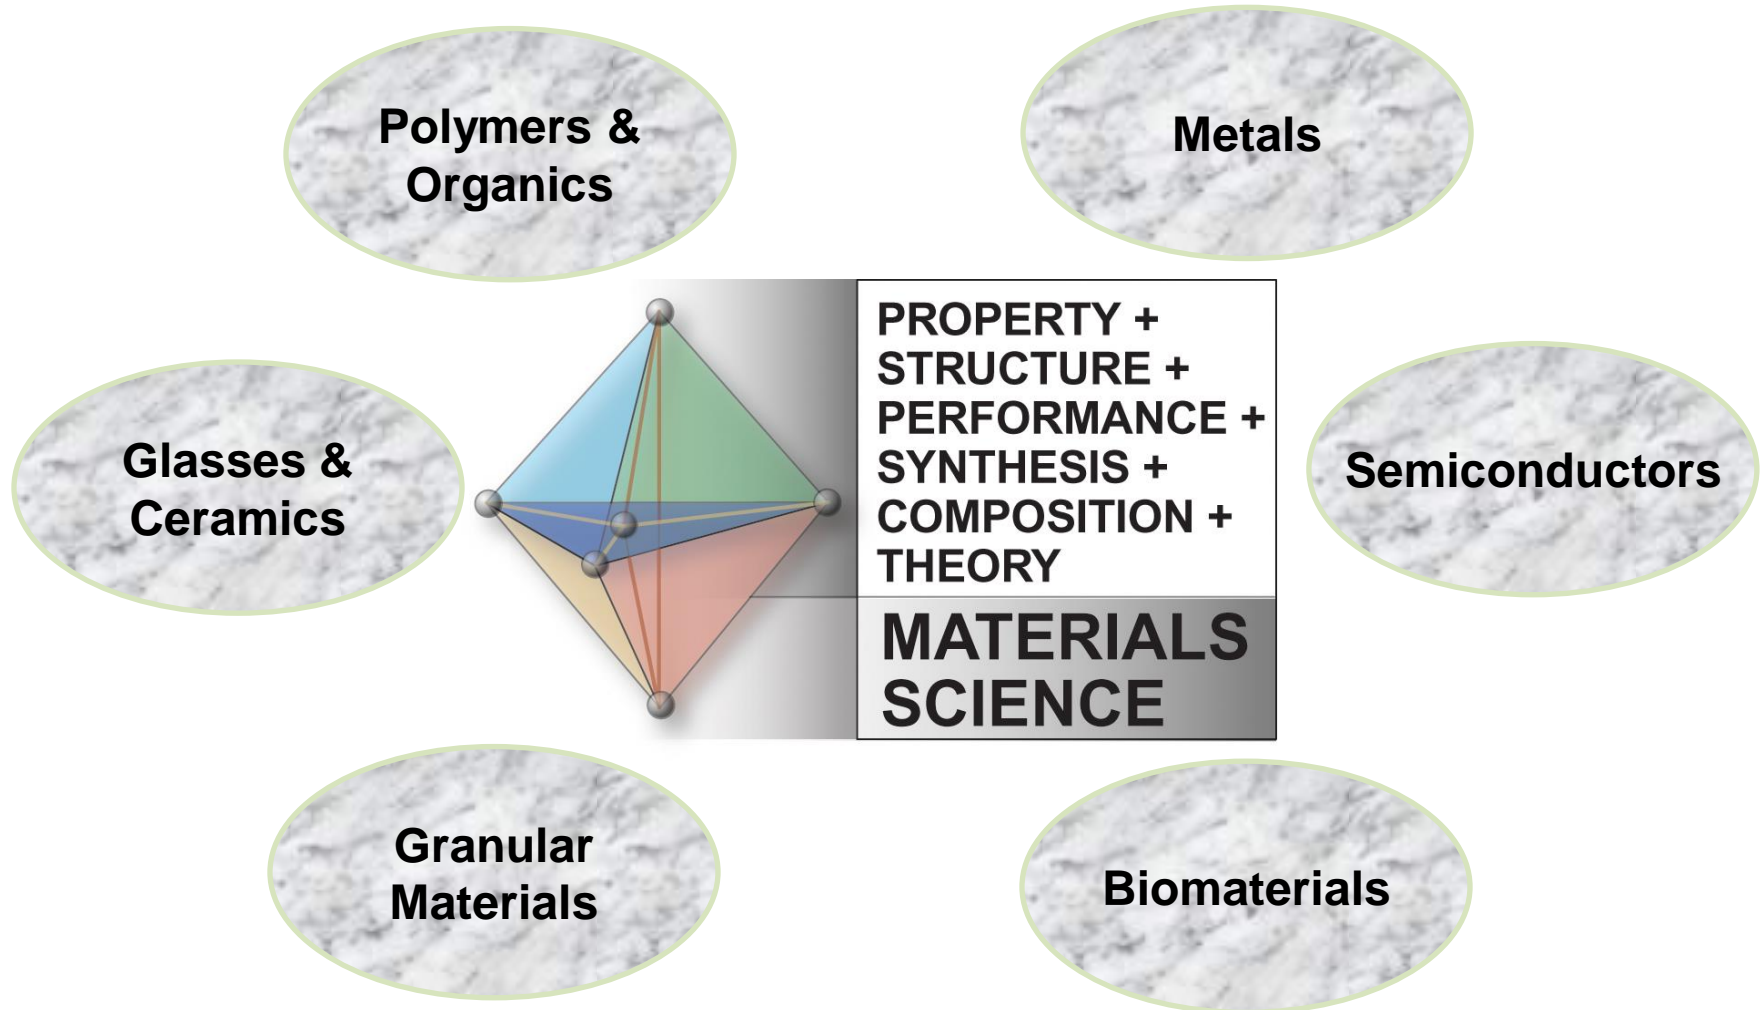 Polymers &
Organics
Metals
PROPERTY +
STRUCTURE +
PERFORMANCE +
SYNTHESIS +
COMPOSITION +
THEORY
MATERIALS
SCIENCE
Glasses &
Ceramics
Semiconductors
Granular
Materials
Biomaterials